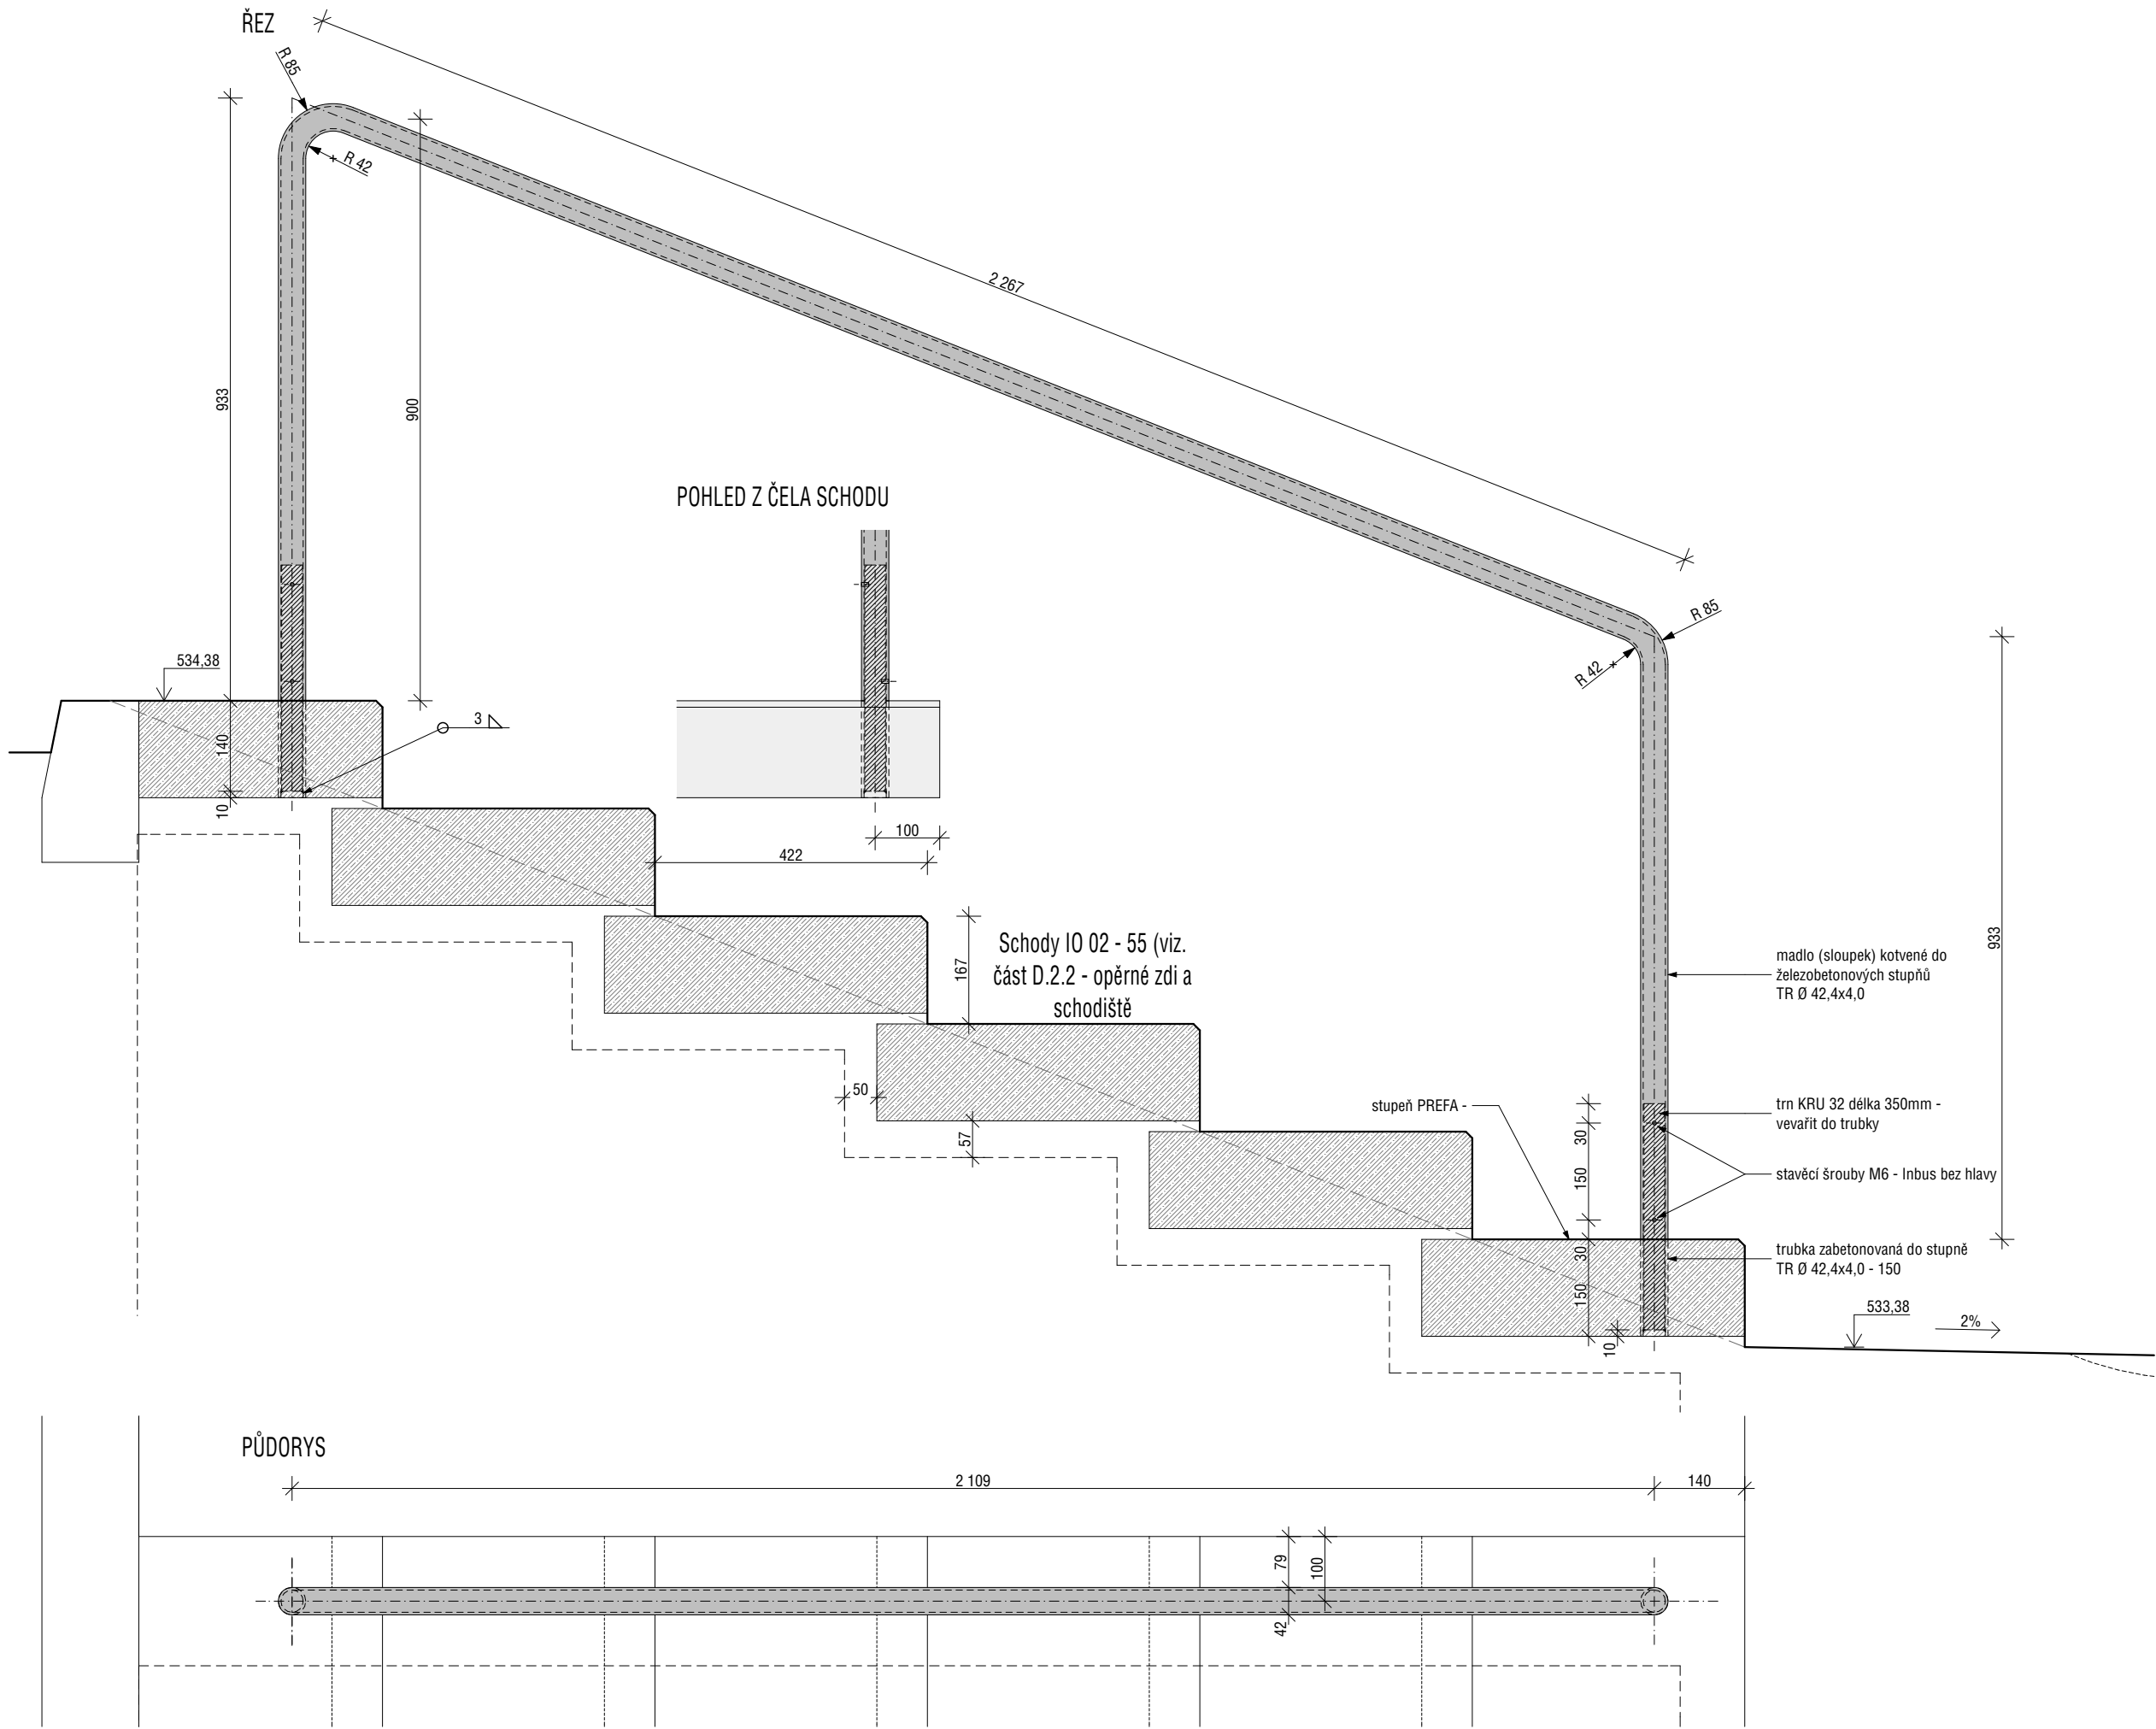 ŘEZ
R 85
R 42
933
900
2 267
POHLED Z ČELA SCHODU
R 85
R 42
534,38
140
10
3
100
422
167
Schody IO 02 - 55 (viz.
část D.2.2 - opěrné zdi a
schodiště
933
madlo (sloupek) kotvené do
železobetonových stupňů
TR Ø 42,4x4,0
50
57
stupeň PREFA -
30
150
30
150
10
trn KRU 32 délka 350mm -
vevařit do trubky
stavěcí šrouby M6 - Inbus bez hlavy
trubka zabetonovaná do stupně
TR Ø 42,4x4,0 - 150
533,38
2%
PŮDORYS
2 109
140
79
100
42